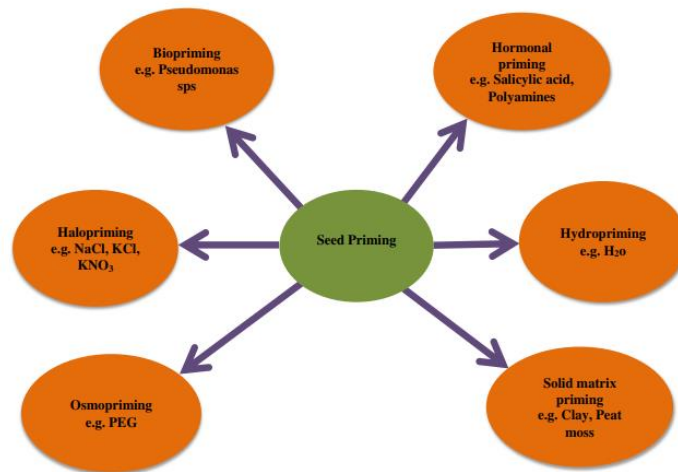 Biopriming
e.g. Pseudomonas
sps
Hormonal
priming
e.g. Salicylic acid,
Polyamines
Halopriming
e.g. NaCl, KCl,
KNO₃
Seed Priming
Hydropriming
e.g. H₂o
Osmopriming
e.g. PEG
Solid matrix
priming
e.g. Clay, Peat
moss